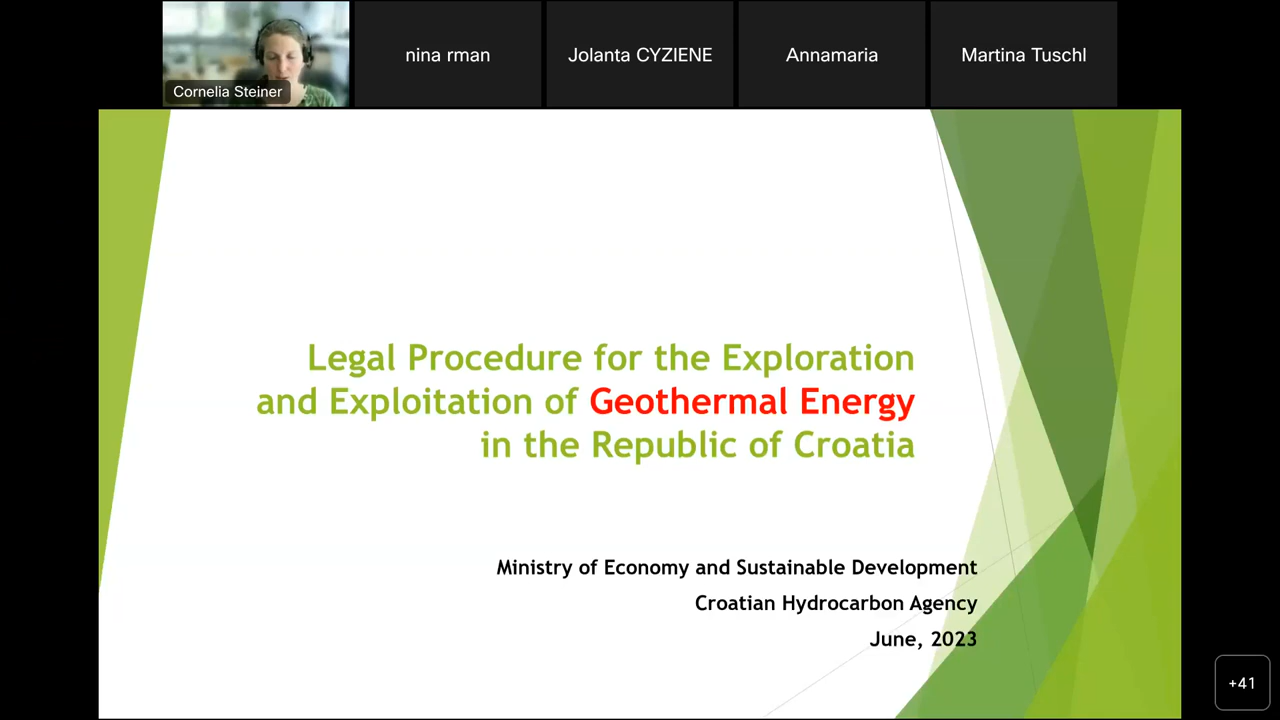 Cornelia Steiner
nina rman
Jolanta CYZIENE
Annamaria
Martina Tuschl
Legal Procedure for the Exploration
and Exploitation of Geothermal Energy
in the Republic of Croatia
Ministry of Economy and Sustainable Development
Croatian Hydrocarbon Agency
June, 2023
+41